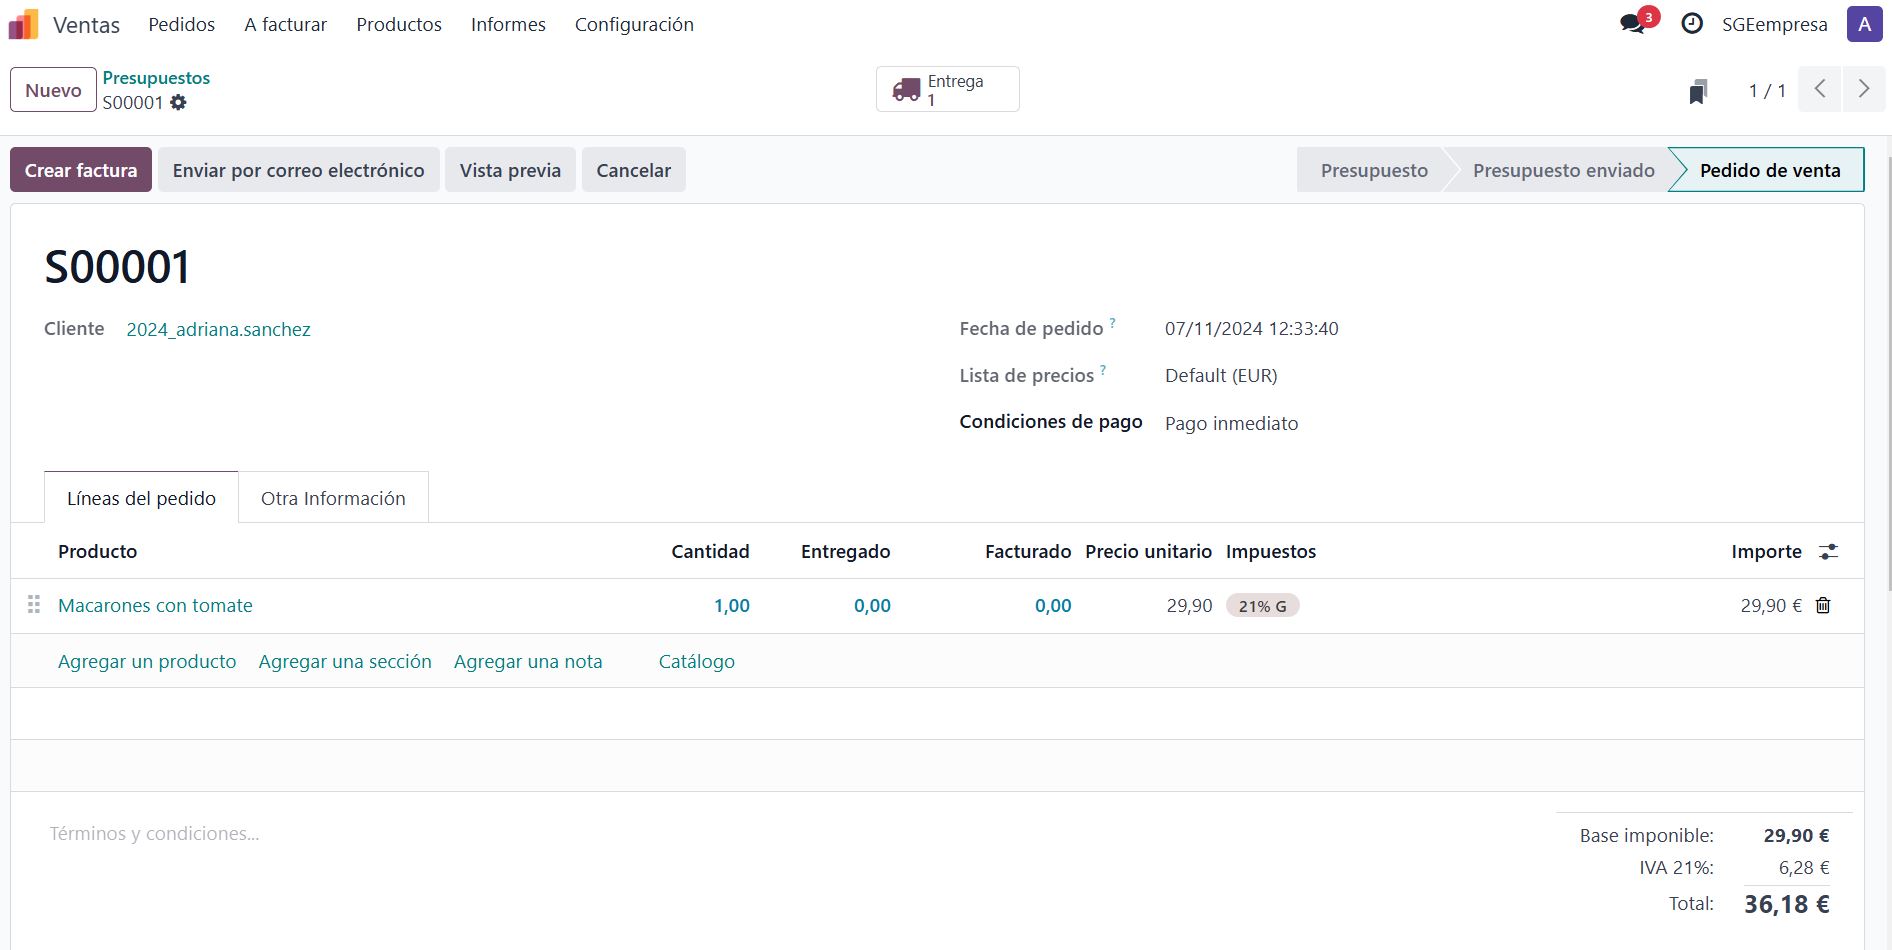 Ventas Pedidos A facturar Productos Informes Configuración 3 SGEempresa A
Nuevo Presupuestos
S00001
Entrega
1
1 / 1
Crear factura Enviar por correo electrónico Vista previa Cancelar Presupuesto Presupuesto enviado Pedido de venta
S00001
Cliente 2024_adriana.sanchez
Fecha de pedido ? 07/11/2024 12:33:40
Lista de precios ? Default (EUR)
Condiciones de pago Pago inmediato
Líneas del pedido Otra Información
Producto Cantidad Entregado Facturado Precio unitario Impuestos Importe
Macarones con tomate 1,00 0,00 0,00 29,90 21% G 29,90 €
Agregar un producto Agregar una sección Agregar una nota Catálogo
Términos y condiciones...
Base imponible: 29,90 €
IVA 21%: 6,28 €
Total: 36,18 €